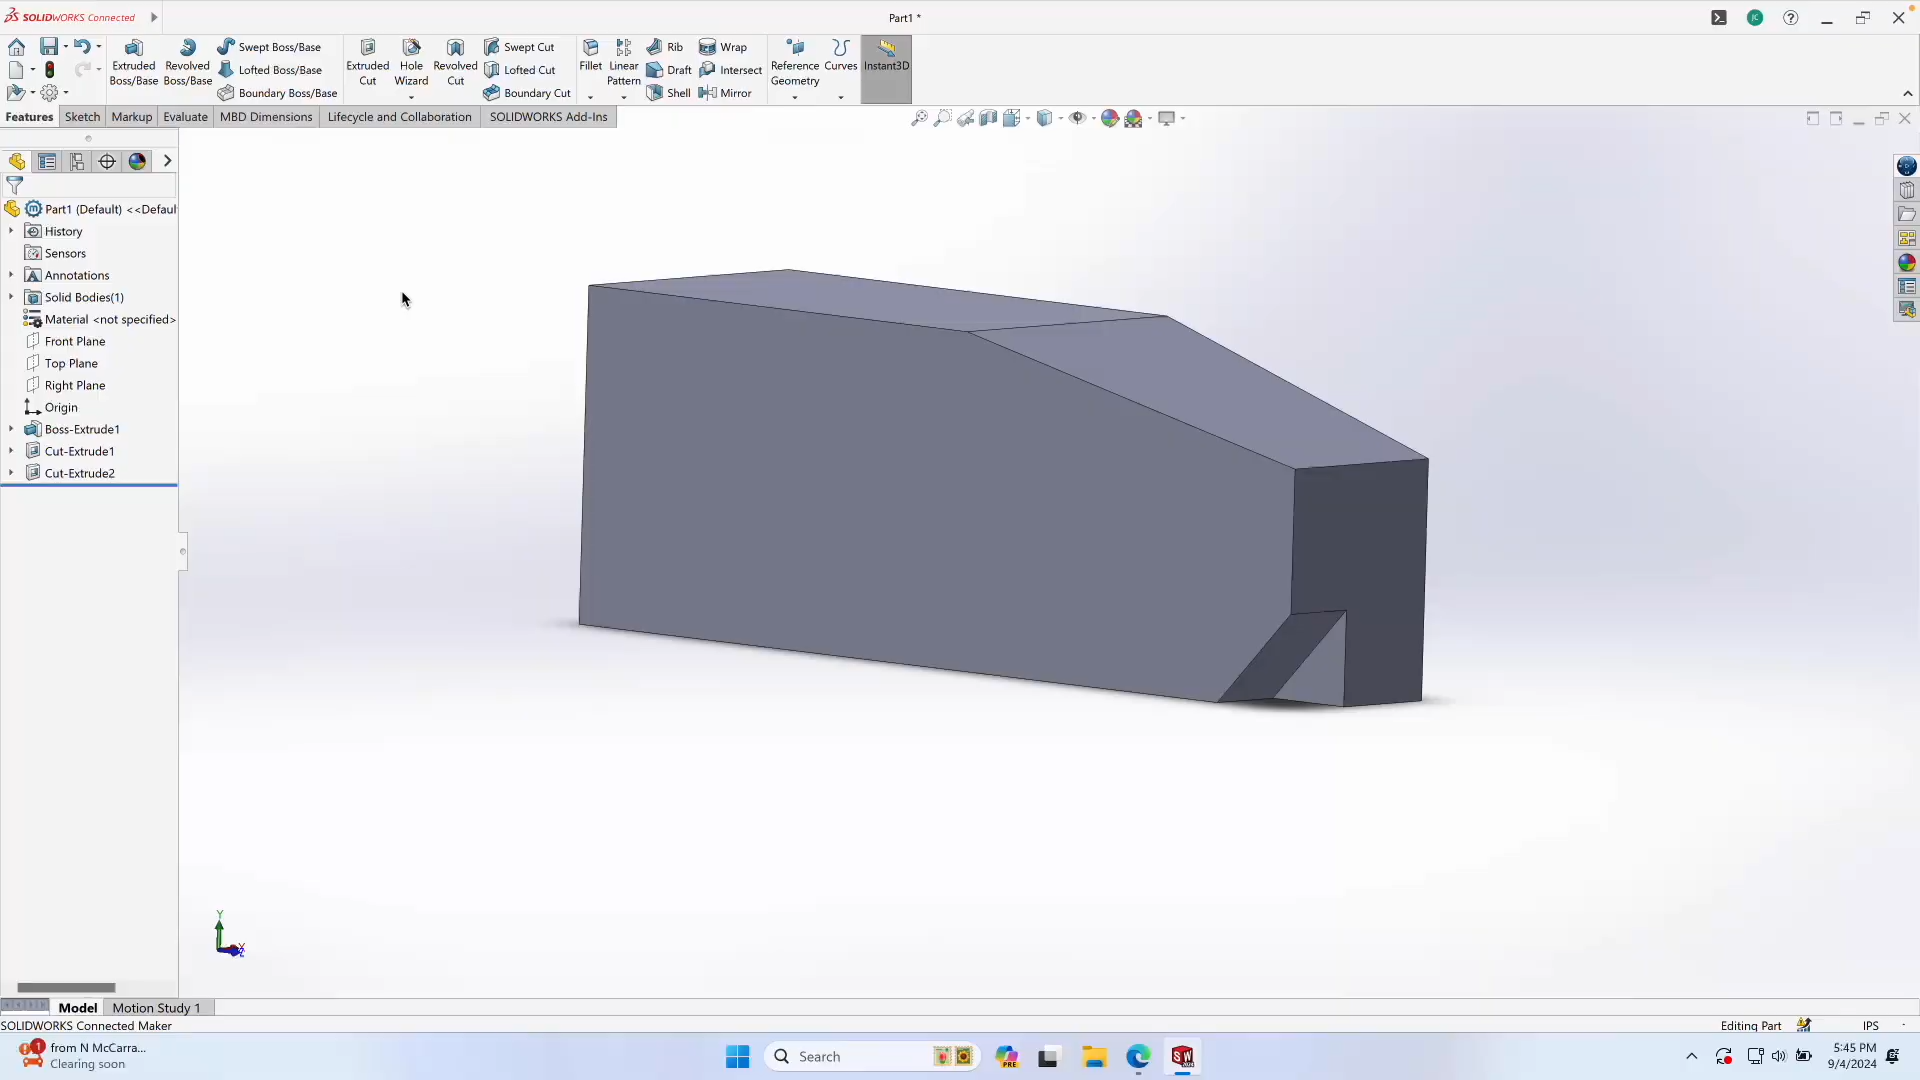 SOLIDWORKS Connected
Part1 *
JC
Extruded Boss/Base
Revolved Boss/Base
Swept Boss/Base
Lofted Boss/Base
Boundary Boss/Base
Extruded Cut
Hole Wizard
Revolved Cut
Swept Cut
Lofted Cut
Boundary Cut
Fillet
Linear Pattern
Rib
Draft
Shell
Wrap
Intersect
Mirror
Reference Geometry
Curves
Instant3D
Features
Sketch
Markup
Evaluate
MBD Dimensions
Lifecycle and Collaboration
SOLIDWORKS Add-Ins
Part1 (Default) <<Defaul
History
Sensors
Annotations
Solid Bodies(1)
Material <not specified>
Front Plane
Top Plane
Right Plane
Origin
Boss-Extrude1
Cut-Extrude1
Cut-Extrude2
Y
X
Z
Model
Motion Study 1
SOLIDWORKS Connected Maker
Editing Part
IPS
1
from N McCarra...
Clearing soon
Search
PRE
SW
5:45 PM
9/4/2024